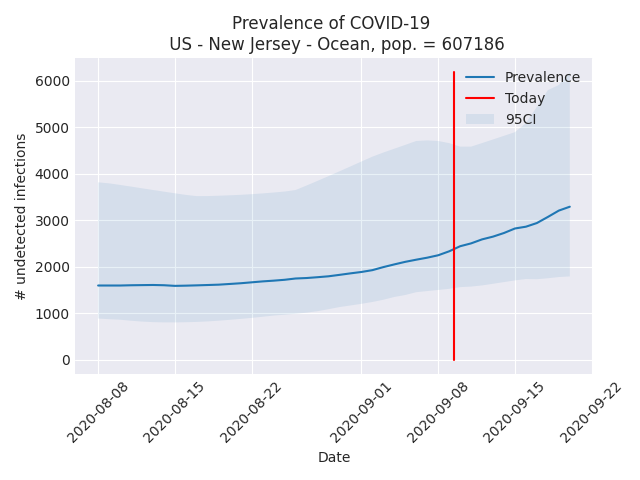 Prevalence of COVID-19
US - New Jersey - Ocean, pop. = 607186
# undetected infections
6000
5000
4000
3000
2000
1000
0
Prevalence
Today
95CI
2020-08-08
2020-08-15
2020-08-22
2020-09-01
2020-09-08
2020-09-15
2020-09-22
Date